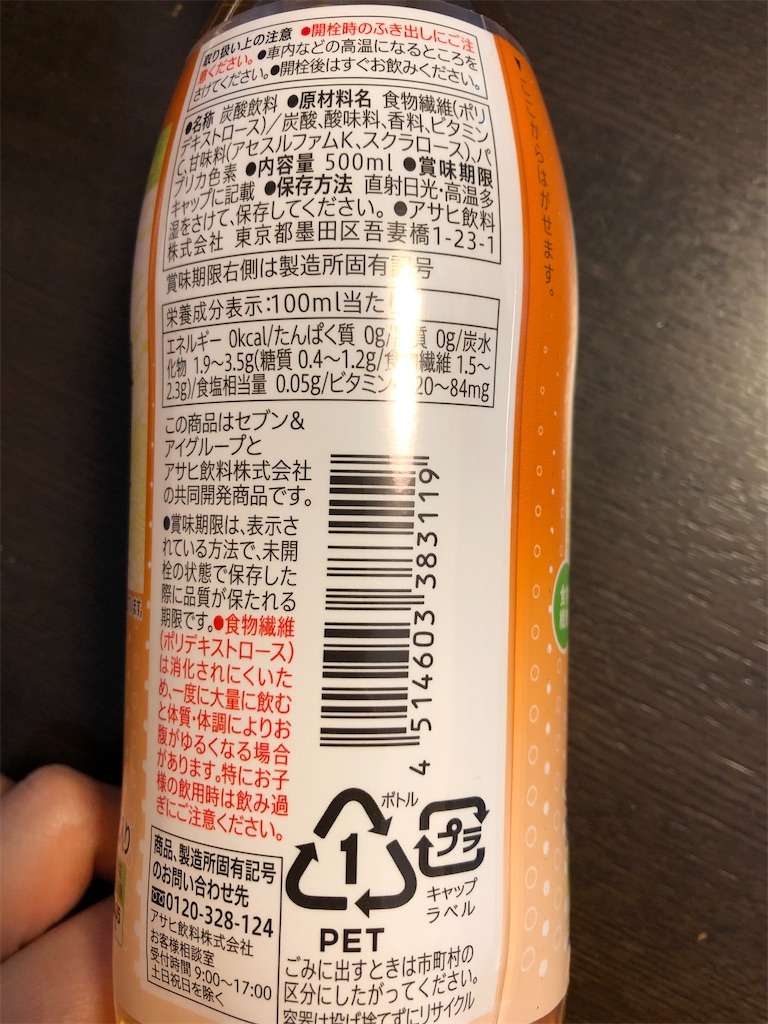 取り扱い上の注意 ●開栓時のふき出しにご注
意ください。●車内などの高温になるところを
さけてください。●開栓後はすぐお飲みください。
●名称 炭酸飲料 ●原材料名 食物繊維(ポリ
デキストロース)/炭酸、酸味料、香料、ビタミン
C、甘味料(アセスルファムK、スクラロース)、パ
プリカ色素 ●内容量 500ml ●賞味期限
キャップに記載 ●保存方法 直射日光・高温多
湿をさけて、保存してください。 ●アサヒ飲料
株式会社 東京都墨田区吾妻橋1-23-1
賞味期限右側は製造所固有記号
栄養成分表示:100ml当た
エネルギー 0kcal/たんぱく質 0g/ 質 0g/炭水
化物 1.9〜3.5g(糖質 0.4〜1.2g/食物繊維 1.5〜
2.3g)/食塩相当量 0.05g/ビタミン 20〜84mg
この商品はセブン&
アイグループと
アサヒ飲料株式会社
の共同開発商品です。
●賞味期限は、表示さ
れている方法で、未開
栓の状態で保存した
際に品質が保たれる
期限です。●食物繊維
(ポリデキストロース)
は消化されにくいた
め、一度に大量に飲む
と体質・体調によりお
腹がゆるくなる場合
があります。特にお子
様の飲用時は飲み過
ぎにご注意ください。
4 514603 383119
商品、製造所固有記号
のお問い合わせ先
0120-328-124
アサヒ飲料株式会社
お客様相談室
受付時間 9:00〜17:00
土日祝日を除く
ボトル
1
PET
プラ
キャップ
ラベル
ごみに出すときは市町村の
区分にしたがってください。
容器は投げ捨てずにリサイクル
▼ここからはがせます。